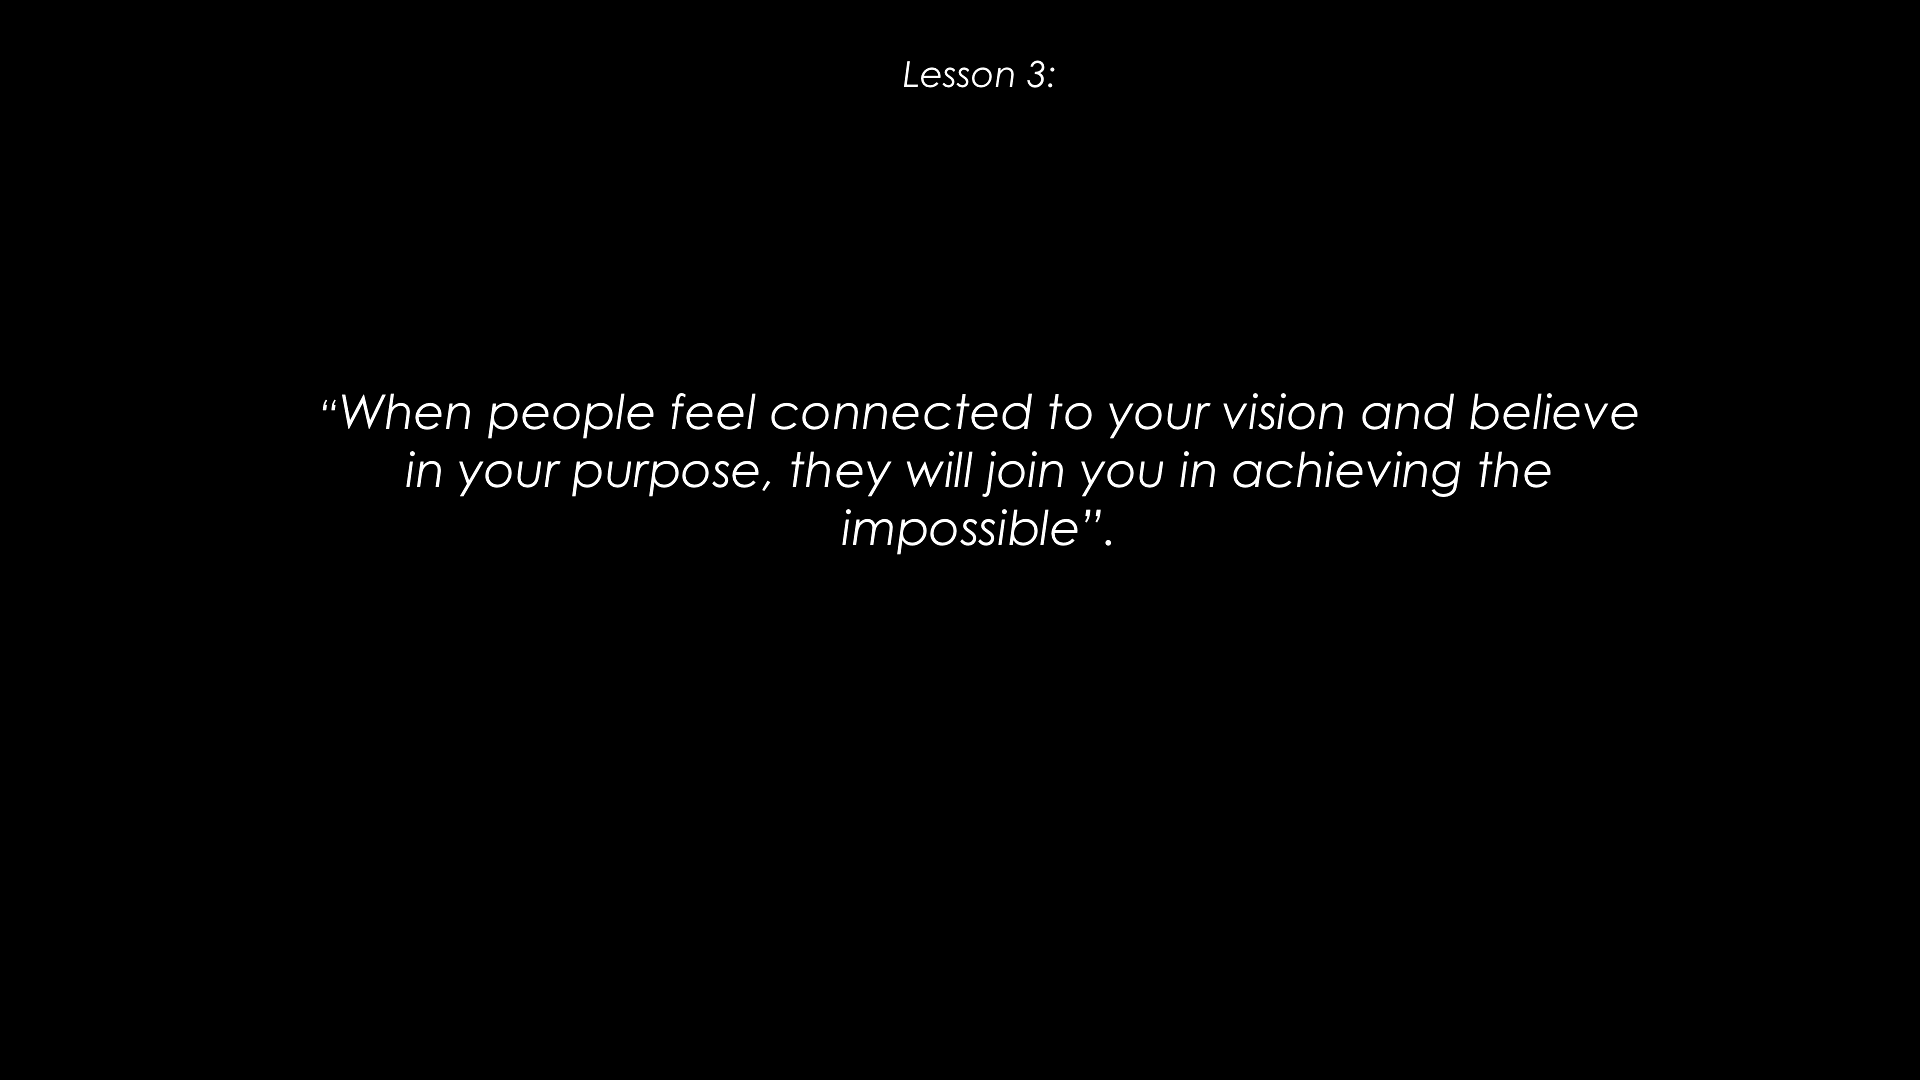 Lesson 3:
“When people feel connected to your vision and believe
in your purpose, they will join you in achieving the
impossible”.